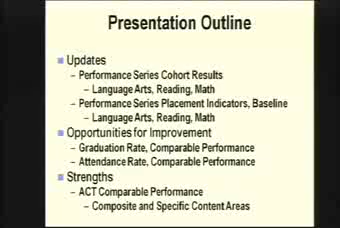 Presentation Outline
Updates
– Performance Series Cohort Results
– Language Arts, Reading, Math
– Performance Series Placement Indicators, Baseline
– Language Arts, Reading, Math
Opportunities for Improvement
– Graduation Rate, Comparable Performance
– Attendance Rate, Comparable Performance
Strengths
– ACT Comparable Performance
– Composite and Specific Content Areas